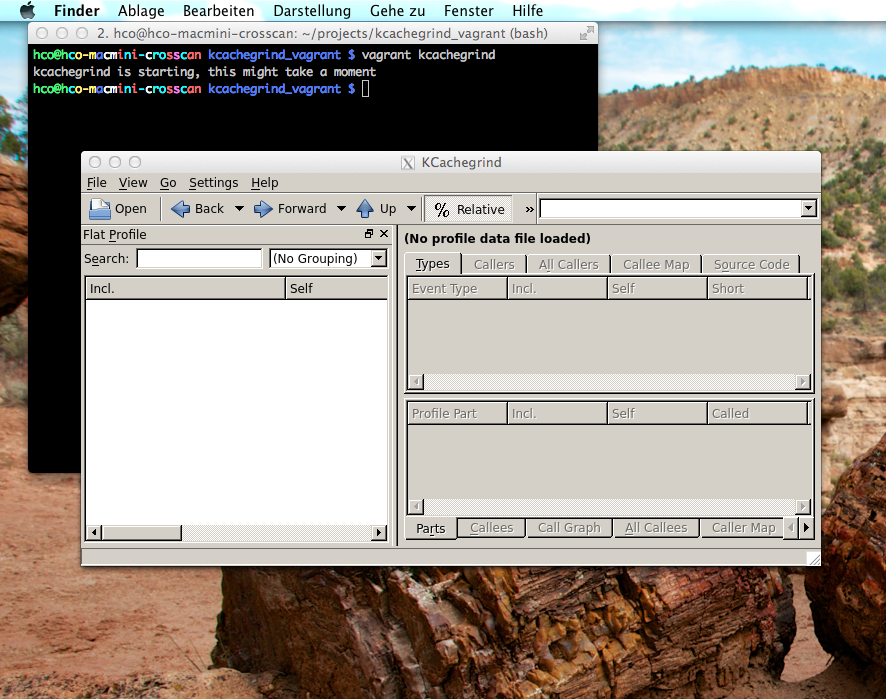 Finder Ablage Bearbeiten Darstellung Gehe zu Fenster Hilfe
2. hco@hco-macmini-crosscan: ~/projects/kcachegrind_vagrant (bash)
hco@hco-macmini-crosscan kcachegrind_vagrant $ vagrant kcachegrind
kcachegrind is starting, this might take a moment
hco@hco-macmini-crosscan kcachegrind_vagrant $
KCachegrind
File View Go Settings Help
Open Back Forward Up % Relative »
Flat Profile
(No profile data file loaded)
Search: (No Grouping)
Types Callers All Callers Callee Map Source Code
Incl. Self
Event Type Incl. Self Short
Profile Part Incl. Self Called
Parts Callees Call Graph All Callees Caller Map